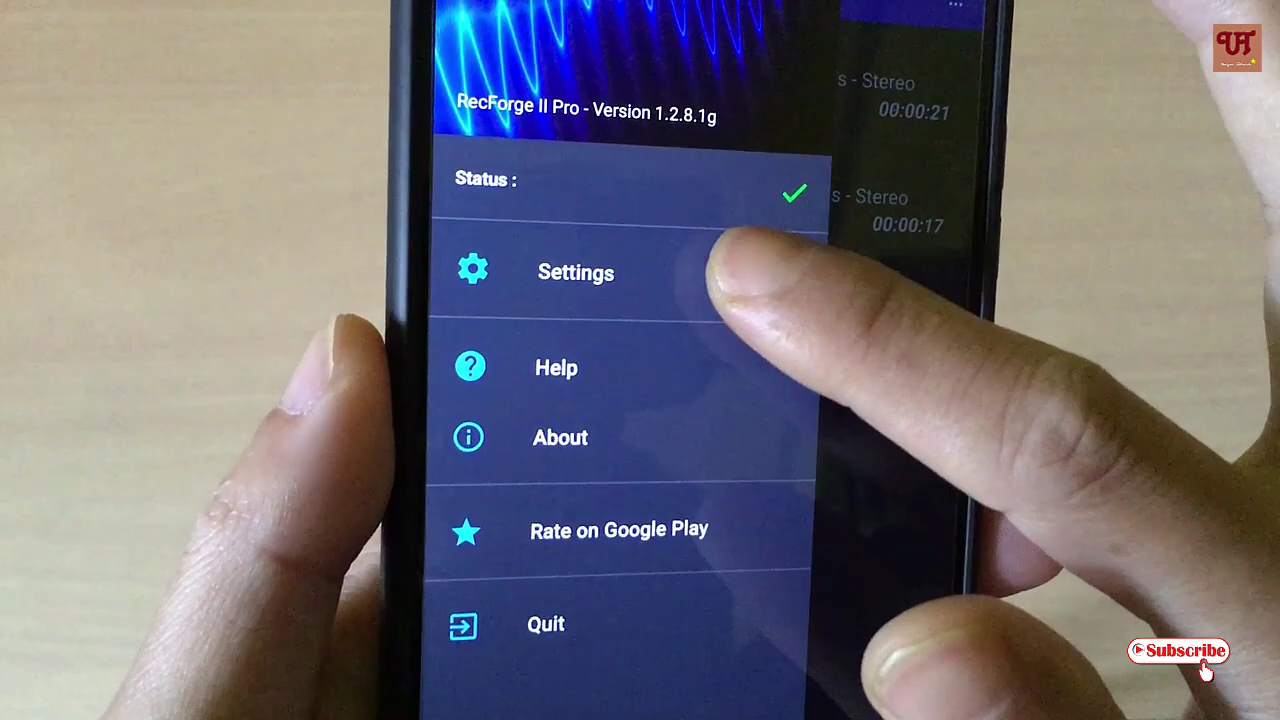 RecForge II Pro - Version 1.2.8.1g
s - Stereo
00:00:21
Status :
s - Stereo
00:00:17
Settings
Help
About
Rate on Google Play
Quit
Subscribe